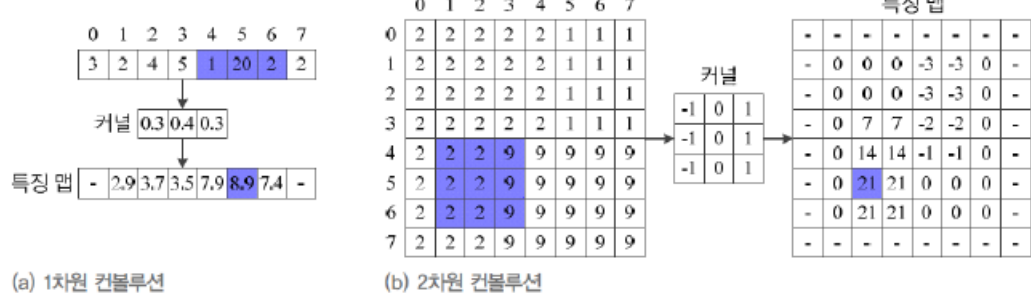 0 1 2 3 4 5 6 7
3 2 4 5 1 20 2 2
커널 0.3 0.4 0.3
특징 맵 - 2.9 3.7 3.5 7.9 8.9 7.4 -
(a) 1차원 컨볼루션
0 1 2 3 4 5 6 7
0 2 2 2 2 2 1 1 1
1 2 2 2 2 2 1 1 1
2 2 2 2 2 2 1 1 1
3 2 2 2 2 2 1 1 1
4 2 2 2 9 9 9 9 9
5 2 2 2 9 9 9 9 9
6 2 2 2 9 9 9 9 9
7 2 2 2 9 9 9 9 9
커널
-1 0 1
-1 0 1
-1 0 1
특징 맵
- - - - - - - -
- 0 0 0 -3 -3 0 -
- 0 0 0 -3 -3 0 -
- 0 7 7 -2 -2 0 -
- 0 14 14 -1 -1 0 -
- 0 21 21 0 0 0 -
- 0 21 21 0 0 0 -
- - - - - - - -
(b) 2차원 컨볼루션